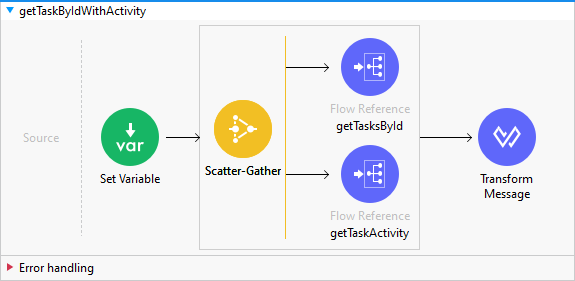 getTaskByIdWithActivity
Source
var
Set Variable
Scatter-Gather
Flow Reference
getTasksById
Flow Reference
getTaskActivity
Transform
Message
Error handling